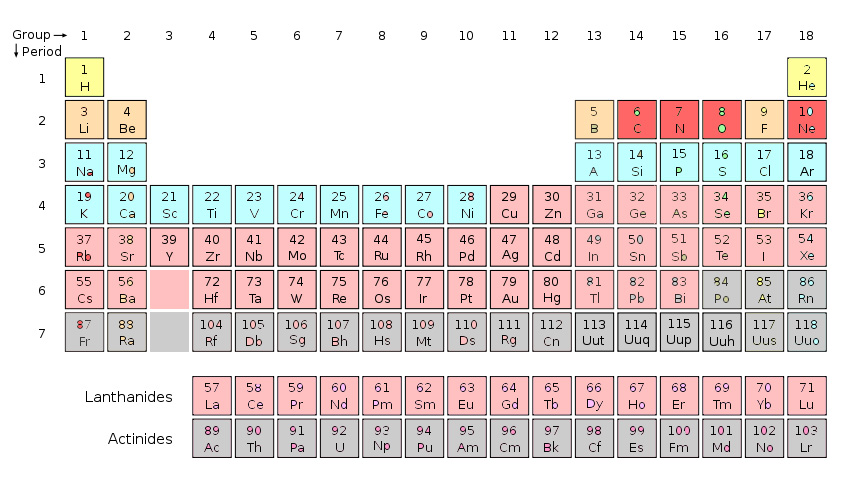 Group → 1 2 3 4 5 6 7 8 9 10 11 12 13 14 15 16 17 18
↓ Period
1 1 H 2 He
2 3 Li 4 Be 5 B 6 C 7 N 8 O 9 F 10 Ne
3 11 Na 12 Mg 13 A 14 Si 15 P 16 S 17 Cl 18 Ar
4 19 K 20 Ca 21 Sc 22 Ti 23 V 24 Cr 25 Mn 26 Fe 27 Co 28 Ni 29 Cu 30 Zn 31 Ga 32 Ge 33 As 34 Se 35 Br 36 Kr
5 37 Rb 38 Sr 39 Y 40 Zr 41 Nb 42 Mo 43 Tc 44 Ru 45 Rh 46 Pd 47 Ag 48 Cd 49 In 50 Sn 51 Sb 52 Te 53 I 54 Xe
6 55 Cs 56 Ba 72 Hf 73 Ta 74 W 75 Re 76 Os 77 Ir 78 Pt 79 Au 80 Hg 81 Tl 82 Pb 83 Bi 84 Po 85 At 86 Rn
7 87 Fr 88 Ra 104 Rf 105 Db 106 Sg 107 Bh 108 Hs 109 Mt 110 Ds 111 Rg 112 Cn 113 Uut 114 Uuq 115 Uup 116 Uuh 117 Uus 118 Uuo
Lanthanides 57 La 58 Ce 59 Pr 60 Nd 61 Pm 62 Sm 63 Eu 64 Gd 65 Tb 66 Dy 67 Ho 68 Er 69 Tm 70 Yb 71 Lu
Actinides 89 Ac 90 Th 91 Pa 92 U 93 Np 94 Pu 95 Am 96 Cm 97 Bk 98 Cf 99 Es 100 Fm 101 Md 102 No 103 Lr